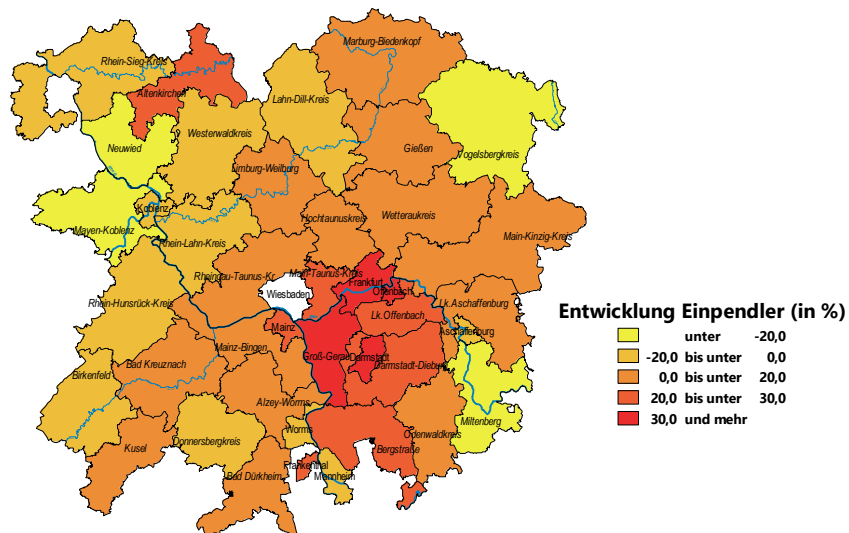 Marburg-Biedenkopf
Rhein-Sieg-Kreis
Altenkirchen
Lahn-Dill-Kreis
Westerwaldkreis
Neuwied
Gießen
Vogelsbergkreis
Limburg-Weilburg
Koblenz
Hochtaunuskreis
Wetteraukreis
Mayen-Koblenz
Main-Kinzig-Kreis
Rhein-Lahn-Kreis
Rheingau-Taunus-Kr.
Main-Taunus-Kreis
Frankfurt
Offenbach
Wiesbaden
Rhein-Hunsrück-Kreis
Lk.Aschaffenburg
Lk.Offenbach
Mainz
Aschaffenburg
Mainz-Bingen
Groß-Gerau
Darmstadt
Darmstadt-Dieburg
Bad Kreuznach
Birkenfeld
Alzey-Worms
Miltenberg
Worms
Odenwaldkreis
Donnersbergkreis
Kusel
Bergstraße
Frankenthal
Bad Dürkheim
Mannheim
Entwicklung Einpendler (in %)
unter -20,0
-20,0 bis unter 0,0
0,0 bis unter 20,0
20,0 bis unter 30,0
30,0 und mehr